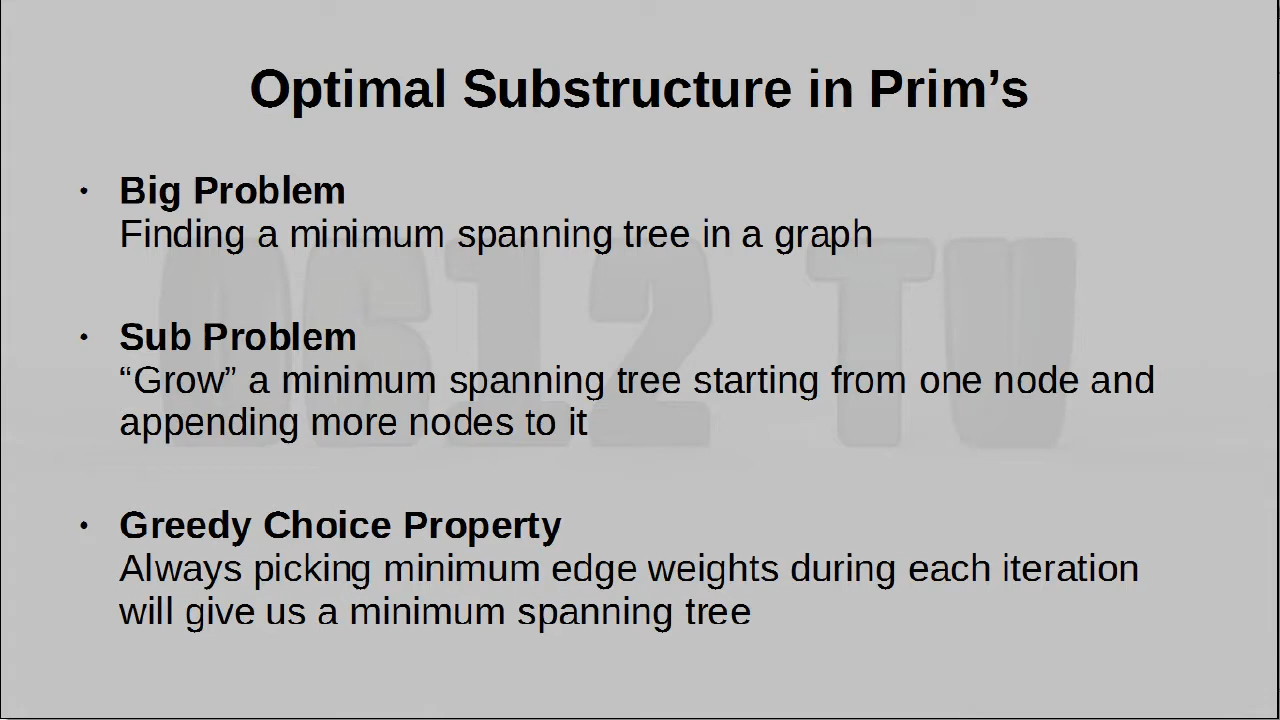 Optimal Substructure in Prim’s
• Big Problem
Finding a minimum spanning tree in a graph
• Sub Problem
“Grow” a minimum spanning tree starting from one node and
appending more nodes to it
• Greedy Choice Property
Always picking minimum edge weights during each iteration
will give us a minimum spanning tree
0612 TV